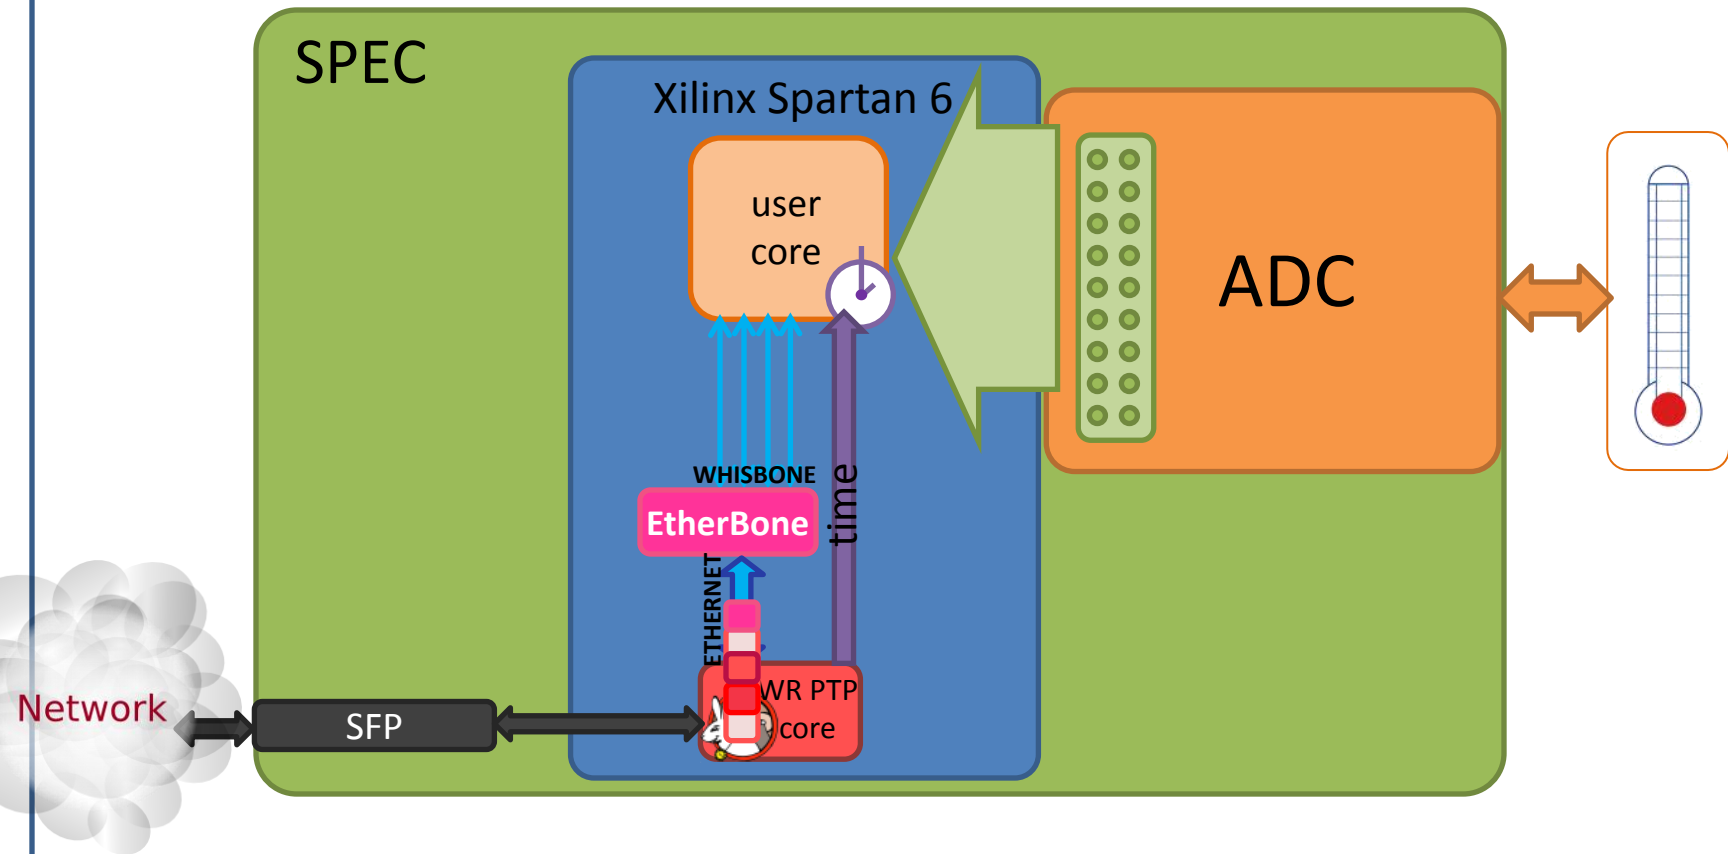 SPEC
Xilinx Spartan 6
user
core
ADC
WHISBONE
EtherBone
time
ETHERNET
WR PTP
core
Network
SFP